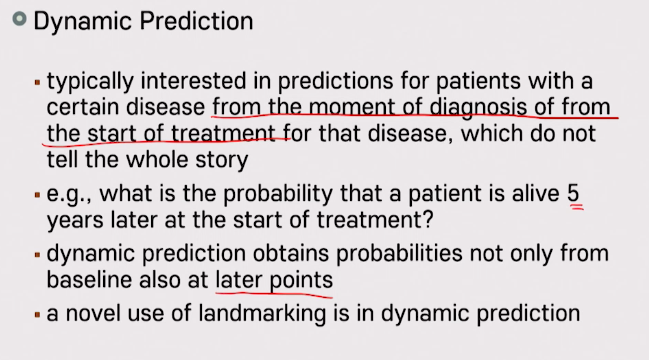 Dynamic Prediction
typically interested in predictions for patients with a
certain disease from the moment of diagnosis of from
the start of treatment for that disease, which do not
tell the whole story
e.g., what is the probability that a patient is alive 5
years later at the start of treatment?
dynamic prediction obtains probabilities not only from
baseline also at later points
a novel use of landmarking is in dynamic prediction